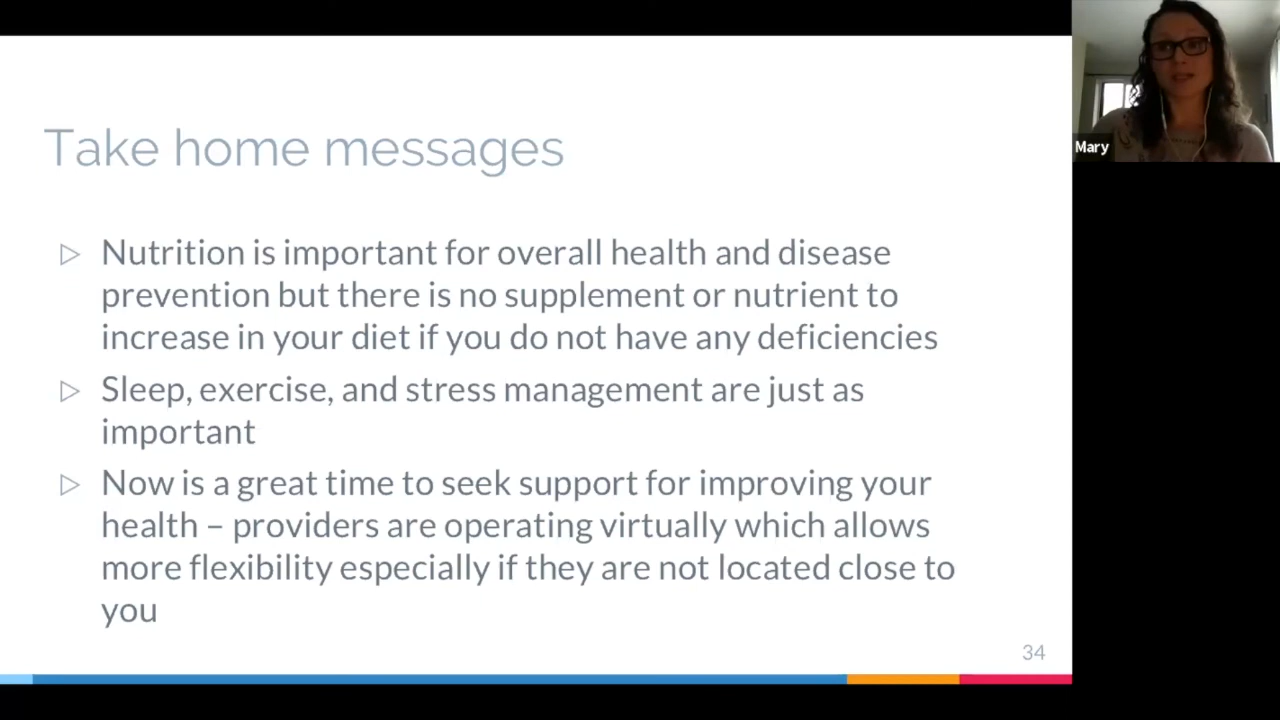 Take home messages
Nutrition is important for overall health and disease
prevention but there is no supplement or nutrient to
increase in your diet if you do not have any deficiencies
Sleep, exercise, and stress management are just as
important
Now is a great time to seek support for improving your
health – providers are operating virtually which allows
more flexibility especially if they are not located close to
you
34
Mary